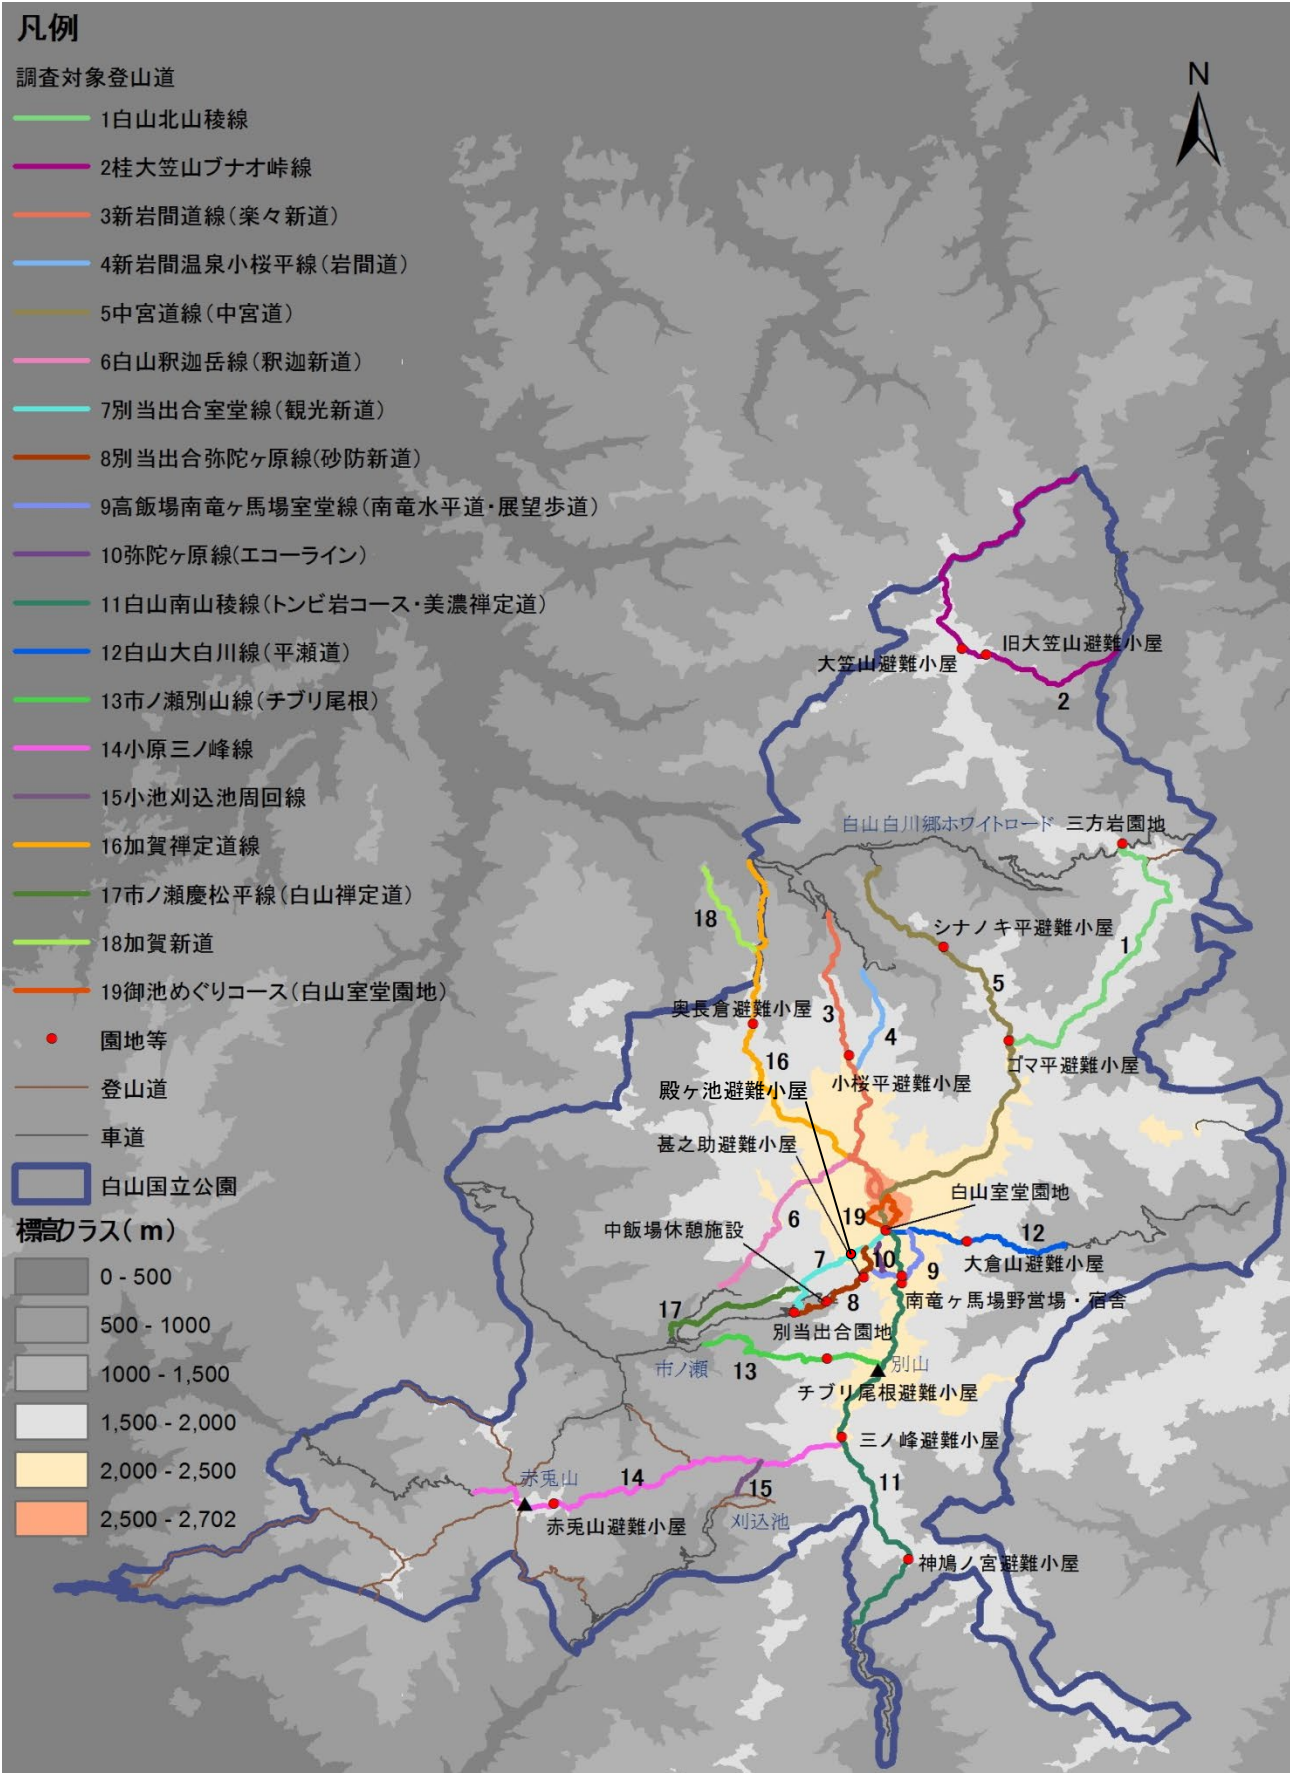 凡例
調査対象登山道
1白山北山稜線
2桂大笠山ブナオ峠線
3新岩間道線(楽々新道)
4新岩間温泉小桜平線(岩間道)
5中宮道線(中宮道)
6白山釈迦岳線(釈迦新道)
7別当出合室堂線(観光新道)
8別当出合弥陀ヶ原線(砂防新道)
9高飯場南竜ヶ馬場室堂線(南竜水平道・展望歩道)
10弥陀ヶ原線(エコーライン)
11白山南山稜線(トンビ岩コース・美濃禅定道)
12白山大白川線(平瀬道)
13市ノ瀬別山線(チブリ尾根)
14小原三ノ峰線
15小池刈込池周回線
16加賀禅定道線
17市ノ瀬慶松平線(白山禅定道)
18加賀新道
19御池めぐりコース(白山室堂園地)
園地等
登山道
車道
白山国立公園
標高クラス( m )
0 - 500
500 - 1000
1000 - 1,500
1,500 - 2,000
2,000 - 2,500
2,500 - 2,702
N
旧大笠山避難小屋
大笠山避難小屋
2
白山白川郷ホワイトロード
三方岩園地
18
シナノキ平避難小屋
1
5
奥長倉避難小屋
3
4
16
ゴマ平避難小屋
小桜平避難小屋
殿ヶ池避難小屋
甚之助避難小屋
白山室堂園地
6
19
中飯場休憩施設
12
7
10
9
大倉山避難小屋
8
南竜ヶ馬場野営場・宿舎
17
別当出合園地
市ノ瀬
13
別山
チブリ尾根避難小屋
三ノ峰避難小屋
赤兎山
14
15
11
赤兎山避難小屋
刈込池
神鳩ノ宮避難小屋